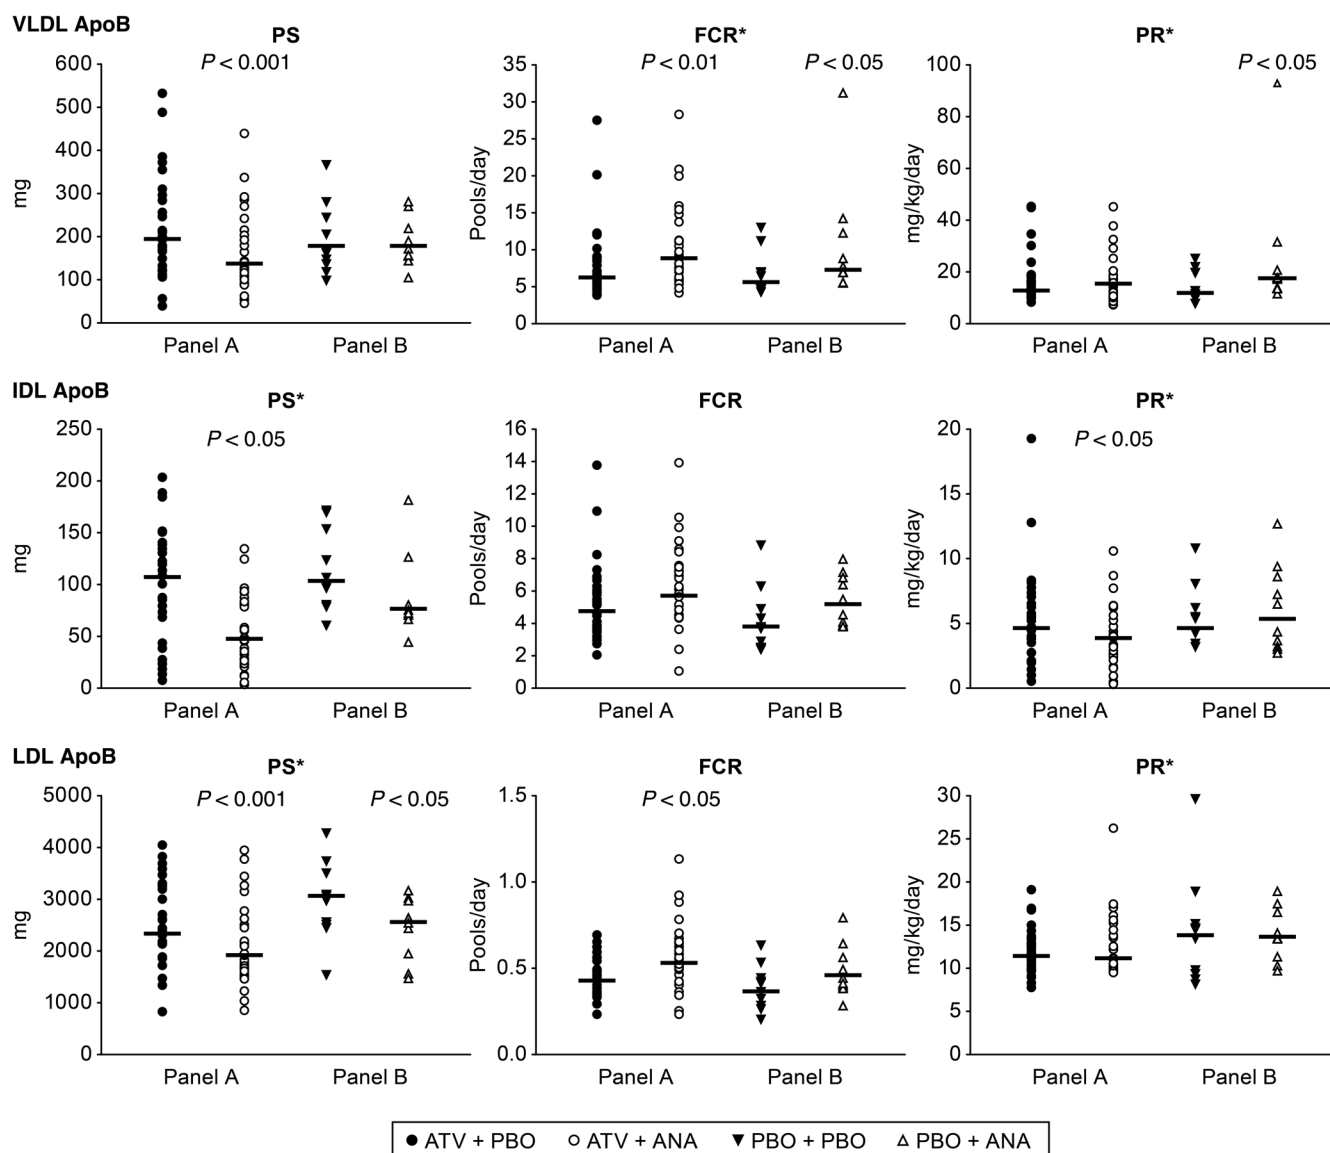 VLDL ApoB
PS
FCR*
PR*
P < 0.001
P < 0.01
P < 0.05
P < 0.05
mg
600
500
400
300
200
100
0
Panel A
Panel B
Pools/day
35
30
25
20
15
10
5
0
Panel A
Panel B
mg/kg/day
100
80
60
40
20
0
Panel A
Panel B
IDL ApoB
PS*
FCR
PR*
P < 0.05
P < 0.05
mg
250
200
150
100
50
0
Panel A
Panel B
Pools/day
16
14
12
10
8
6
4
2
0
Panel A
Panel B
mg/kg/day
20
15
10
5
0
Panel A
Panel B
LDL ApoB
PS*
FCR
PR*
P < 0.001
P < 0.05
P < 0.05
mg
5000
4000
3000
2000
1000
0
Panel A
Panel B
Pools/day
1.5
1.0
0.5
0.0
Panel A
Panel B
mg/kg/day
30
25
20
15
10
5
0
Panel A
Panel B
ATV + PBO
ATV + ANA
PBO + PBO
PBO + ANA